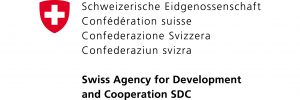 Schweizerische Eidgenossenschaft
Confédération suisse
Confederazione Svizzera
Confederaziun svizra
Swiss Agency for Development
and Cooperation SDC